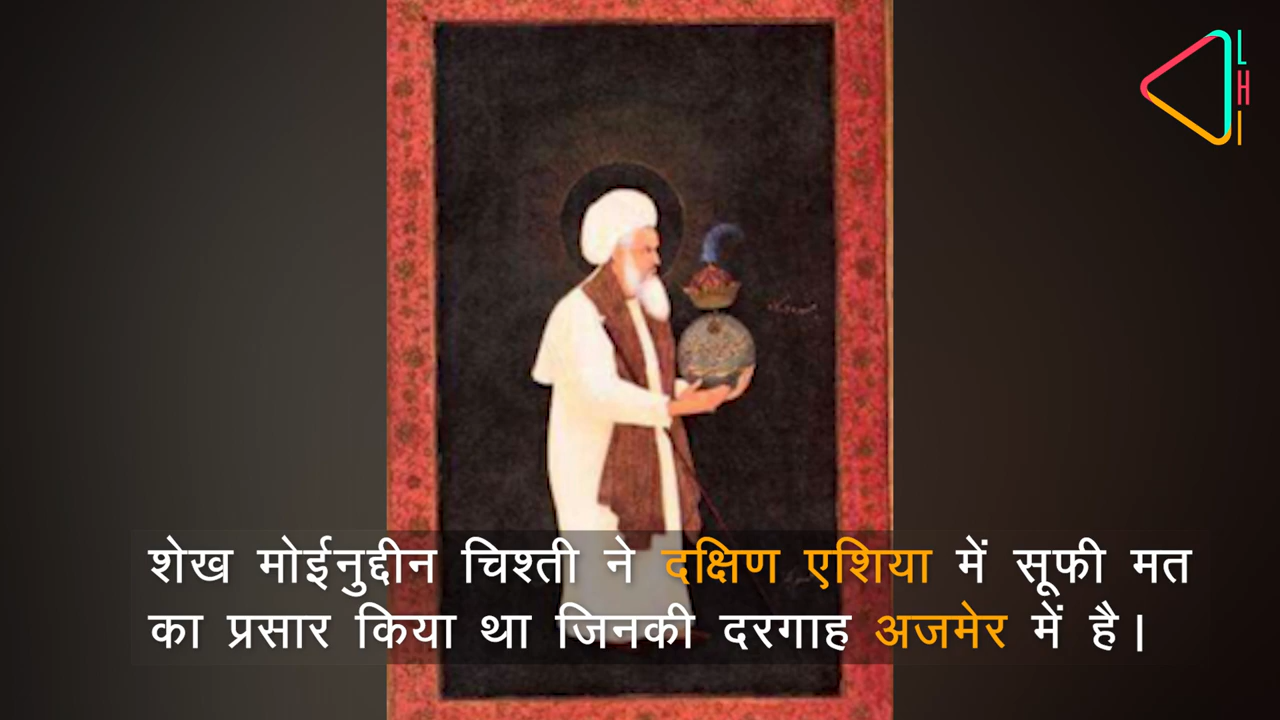 L
H
I
शेख मोईनुद्दीन चिश्ती ने दक्षिण एशिया में सूफी मत
का प्रसार किया था जिनकी दरगाह अजमेर में है।